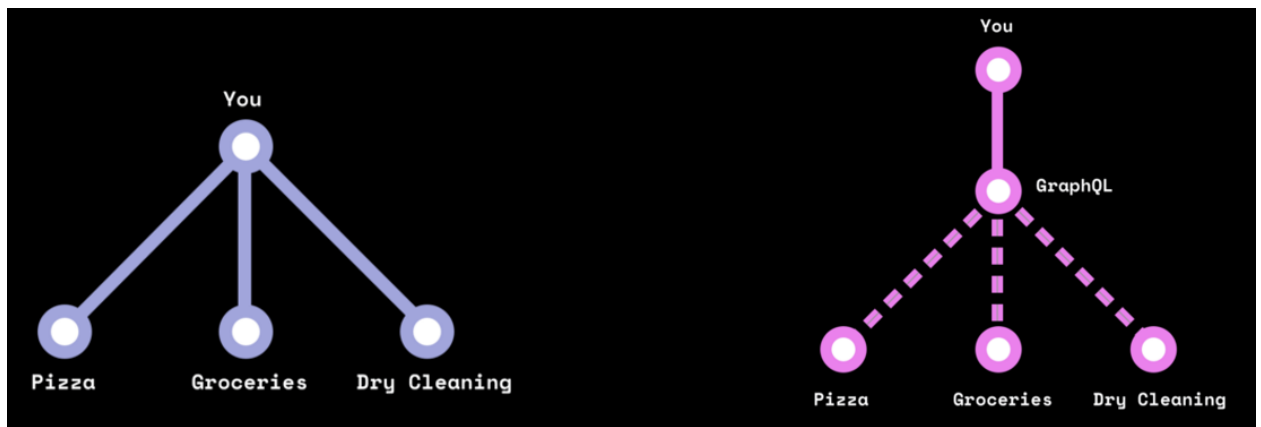 You
Pizza
Groceries
Dry Cleaning
You
GraphQL
Pizza
Groceries
Dry Cleaning